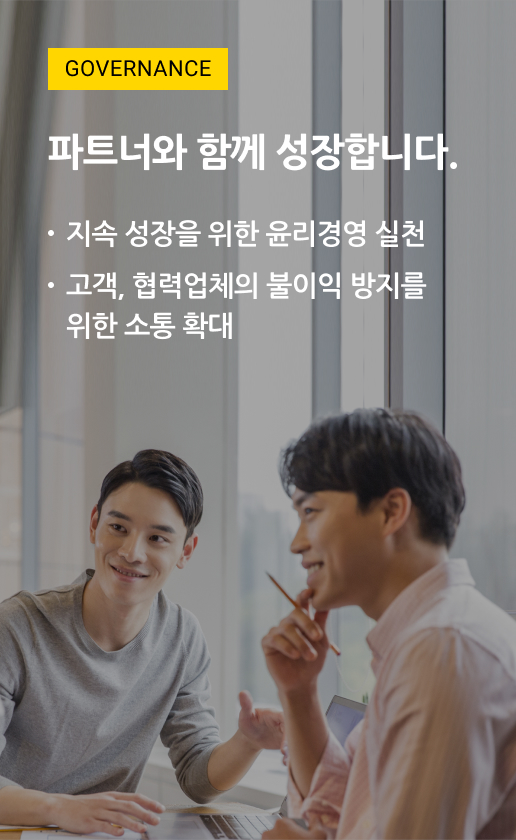 GOVERNANCE
파트너와 함께 성장합니다.
• 지속 성장을 위한 윤리경영 실천
• 고객, 협력업체의 불이익 방지를
위한 소통 확대